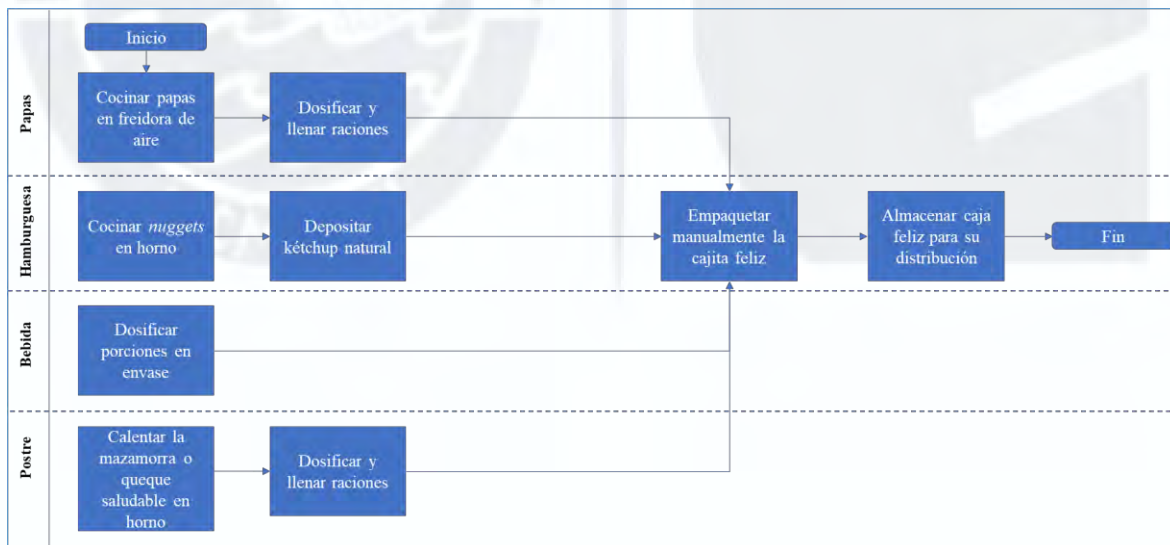 Inicio
Papas
Cocinar papas
en freidora de
aire
Dosificar y
llenar raciones
Hamburguesa
Cocinar nuggets
en horno
Depositar
kétchup natural
Empaquetar
manualmente la
cajita feliz
Almacenar caja
feliz para su
distribución
Fin
Bebida
Dosificar
porciones en
envase
Postre
Calentar la
mazamorra o
queque
saludable en
horno
Dosificar y
llenar raciones